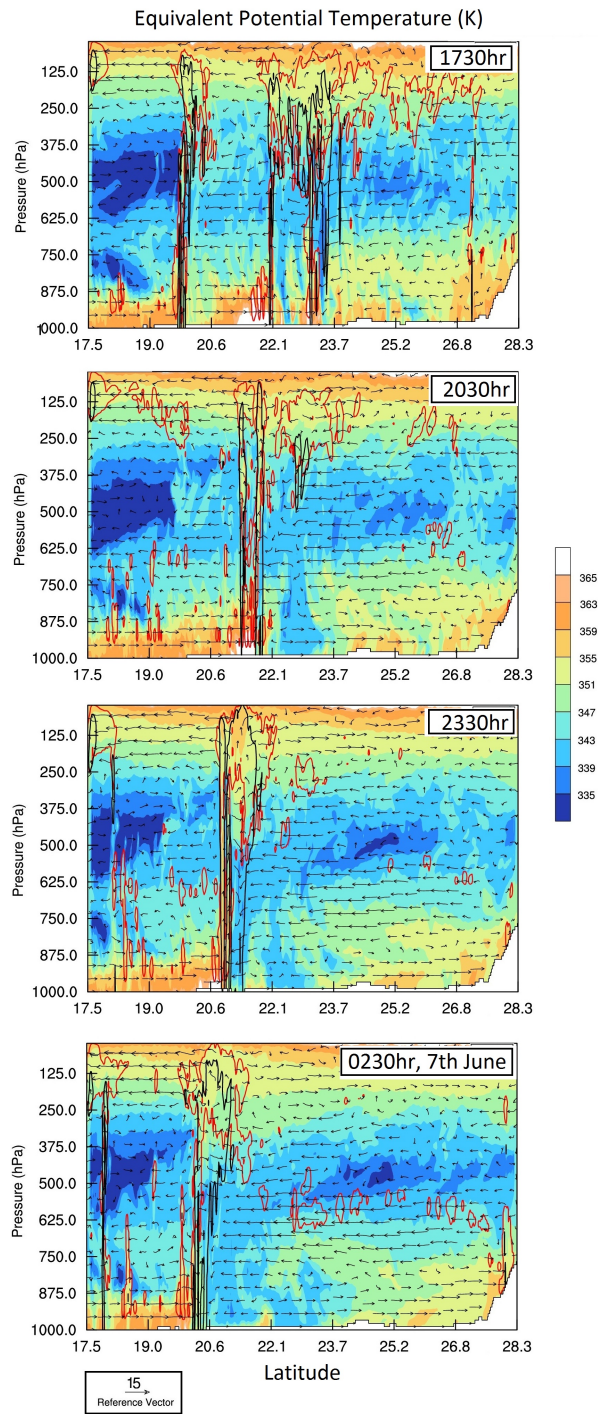 Equivalent Potential Temperature (K)
1730hr
125.0
250.0
375.0
500.0
625.0
750.0
875.0
1000.0
Pressure (hPa)
17.5 19.0 20.6 22.1 23.7 25.2 26.8 28.3
2030hr
125.0
250.0
375.0
500.0
625.0
750.0
875.0
1000.0
Pressure (hPa)
17.5 19.0 20.6 22.1 23.7 25.2 26.8 28.3
365
363
359
355
351
347
343
339
335
2330hr
125.0
250.0
375.0
500.0
625.0
750.0
875.0
1000.0
Pressure (hPa)
17.5 19.0 20.6 22.1 23.7 25.2 26.8 28.3
0230hr, 7th June
125.0
250.0
375.0
500.0
625.0
750.0
875.0
1000.0
Pressure (hPa)
17.5 19.0 20.6 22.1 23.7 25.2 26.8 28.3
Latitude
15
Reference Vector